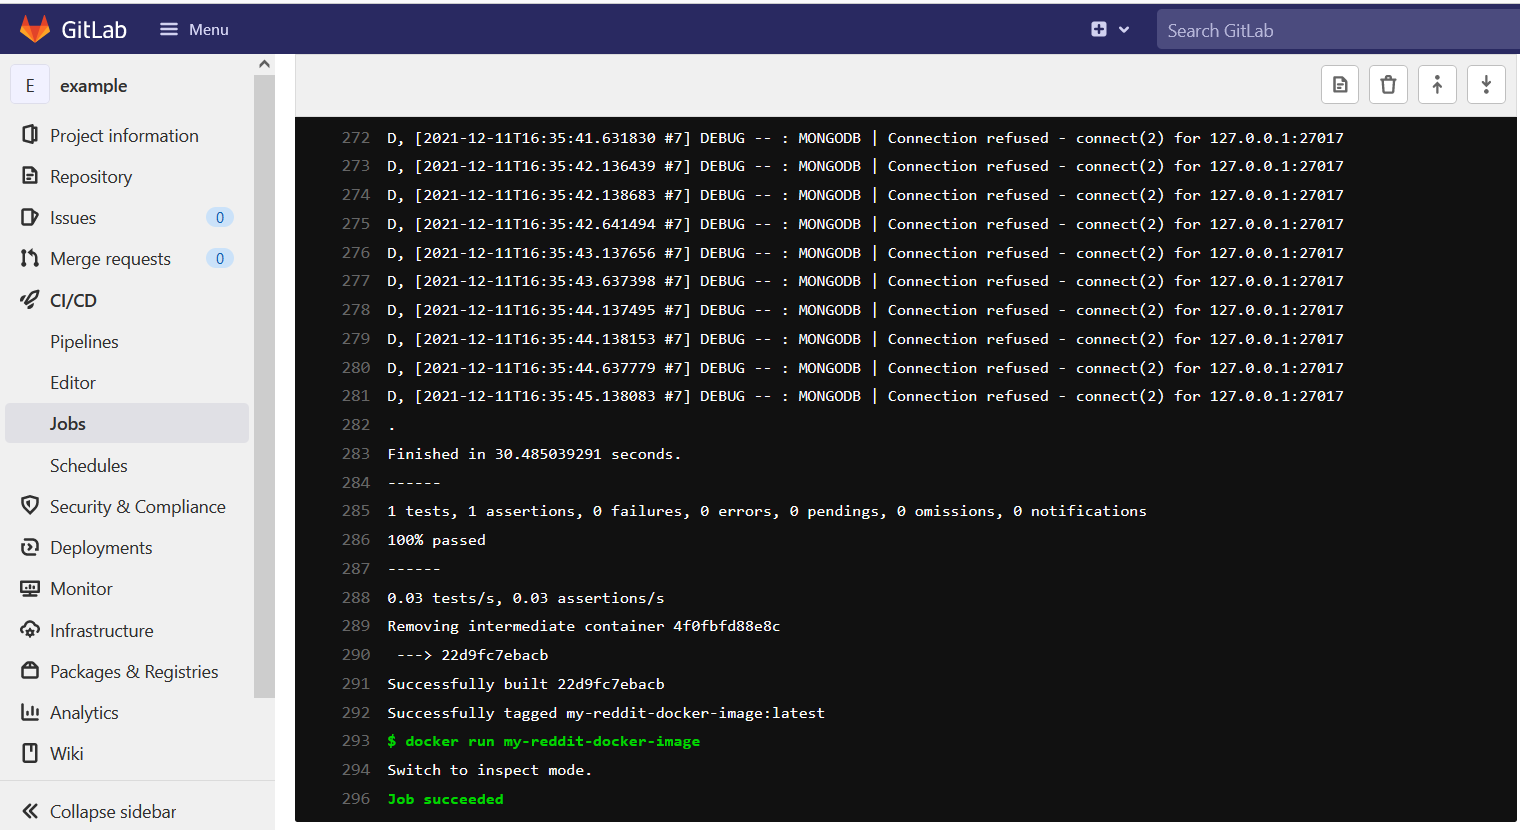 GitLab
Menu
Search GitLab
E example
Project information
Repository
Issues 0
Merge requests 0
CI/CD
Pipelines
Editor
Jobs
Schedules
Security & Compliance
Deployments
Monitor
Infrastructure
Packages & Registries
Analytics
Wiki
Collapse sidebar
272 D, [2021-12-11T16:35:41.631830 #7] DEBUG -- : MONGODB | Connection refused - connect(2) for 127.0.0.1:27017
273 D, [2021-12-11T16:35:42.136439 #7] DEBUG -- : MONGODB | Connection refused - connect(2) for 127.0.0.1:27017
274 D, [2021-12-11T16:35:42.138683 #7] DEBUG -- : MONGODB | Connection refused - connect(2) for 127.0.0.1:27017
275 D, [2021-12-11T16:35:42.641494 #7] DEBUG -- : MONGODB | Connection refused - connect(2) for 127.0.0.1:27017
276 D, [2021-12-11T16:35:43.137656 #7] DEBUG -- : MONGODB | Connection refused - connect(2) for 127.0.0.1:27017
277 D, [2021-12-11T16:35:43.637398 #7] DEBUG -- : MONGODB | Connection refused - connect(2) for 127.0.0.1:27017
278 D, [2021-12-11T16:35:44.137495 #7] DEBUG -- : MONGODB | Connection refused - connect(2) for 127.0.0.1:27017
279 D, [2021-12-11T16:35:44.138153 #7] DEBUG -- : MONGODB | Connection refused - connect(2) for 127.0.0.1:27017
280 D, [2021-12-11T16:35:44.637779 #7] DEBUG -- : MONGODB | Connection refused - connect(2) for 127.0.0.1:27017
281 D, [2021-12-11T16:35:45.138083 #7] DEBUG -- : MONGODB | Connection refused - connect(2) for 127.0.0.1:27017
282 .
283 Finished in 30.485039291 seconds.
284 ------
285 1 tests, 1 assertions, 0 failures, 0 errors, 0 pendings, 0 omissions, 0 notifications
286 100% passed
287 ------
288 0.03 tests/s, 0.03 assertions/s
289 Removing intermediate container 4f0fbfd88e8c
290 ---> 22d9fc7ebacb
291 Successfully built 22d9fc7ebacb
292 Successfully tagged my-reddit-docker-image:latest
293 $ docker run my-reddit-docker-image
294 Switch to inspect mode.
296 Job succeeded